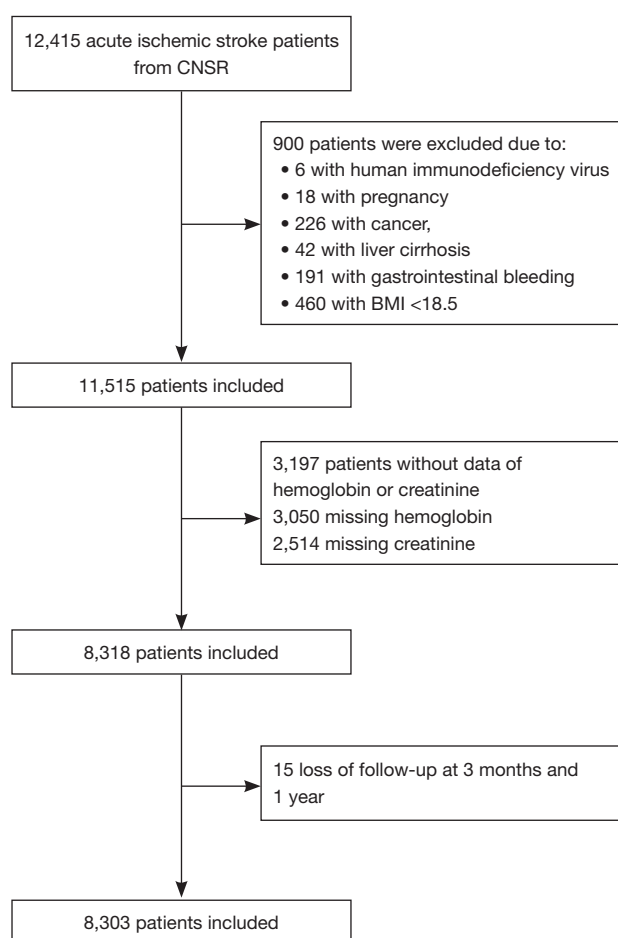 12,415 acute ischemic stroke patients
from CNSR
900 patients were excluded due to:
• 6 with human immunodeficiency virus
• 18 with pregnancy
• 226 with cancer,
• 42 with liver cirrhosis
• 191 with gastrointestinal bleeding
• 460 with BMI <18.5
11,515 patients included
3,197 patients without data of
hemoglobin or creatinine
3,050 missing hemoglobin
2,514 missing creatinine
8,318 patients included
15 loss of follow-up at 3 months and
1 year
8,303 patients included